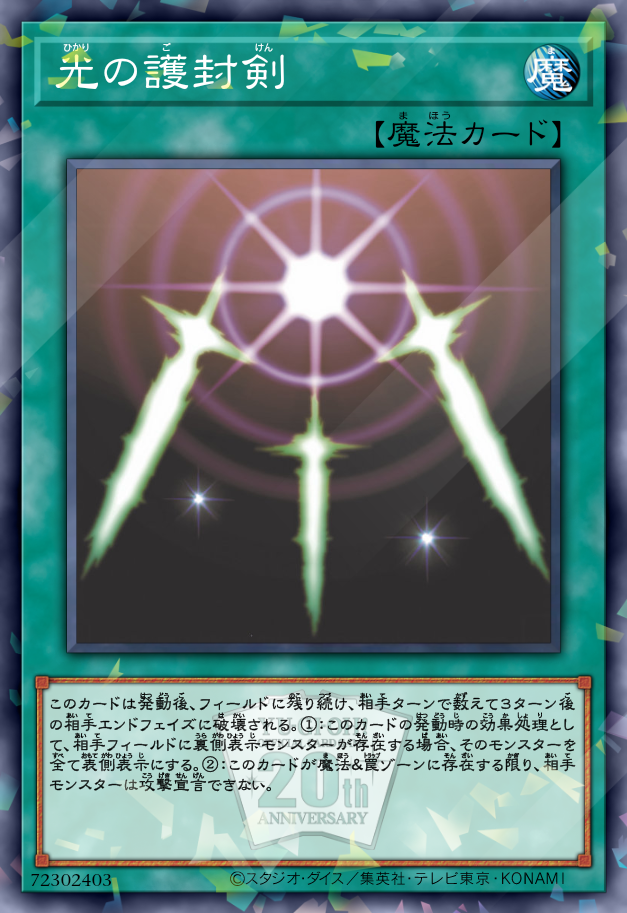 光の護封剣
魔
【魔法カード】
このカードは発動後、フィールドに残り続け、相手ターンで数えて3ターン後
の相手エンドフェイズに破壊される。①:このカードの発動時の効果処理とし
て、相手フィールドに裏側表示モンスターが存在する場合、そのモンスターを
全て表側表示にする。②:このカードが魔法&罠ゾーンに存在する限り、相手
モンスターは攻撃宣言できない。
20th
ANNIVERSARY
72302403
©スタジオ・ダイス/集英社・テレビ東京・KONAMI